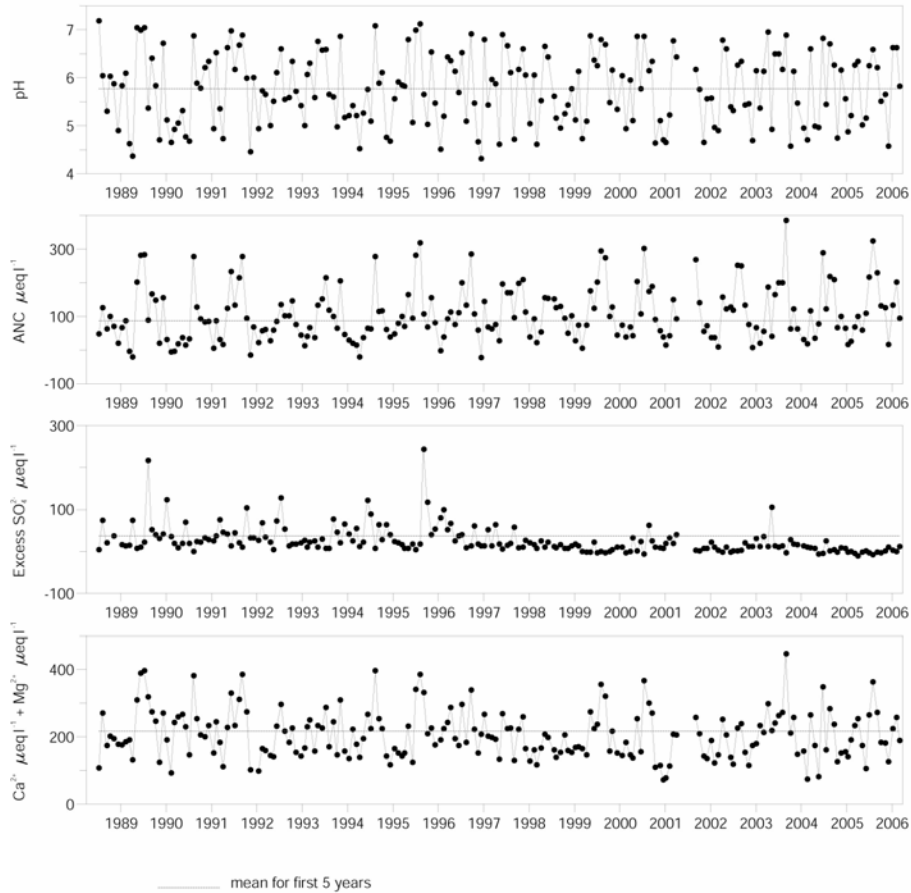 7
6
pH
5
4
1989 1990 1991 1992 1993 1994 1995 1996 1997 1998 1999 2000 2001 2002 2003 2004 2005 2006
300
ANC μeq l⁻¹
100
-100
1989 1990 1991 1992 1993 1994 1995 1996 1997 1998 1999 2000 2001 2002 2003 2004 2005 2006
300
Excess SO₄²⁻ μeq l⁻¹
100
-100
1989 1990 1991 1992 1993 1994 1995 1996 1997 1998 1999 2000 2001 2002 2003 2004 2005 2006
Ca²⁺ μeq l⁻¹ + Mg²⁺ μeq l⁻¹
400
200
0
1989 1990 1991 1992 1993 1994 1995 1996 1997 1998 1999 2000 2001 2002 2003 2004 2005 2006
mean for first 5 years